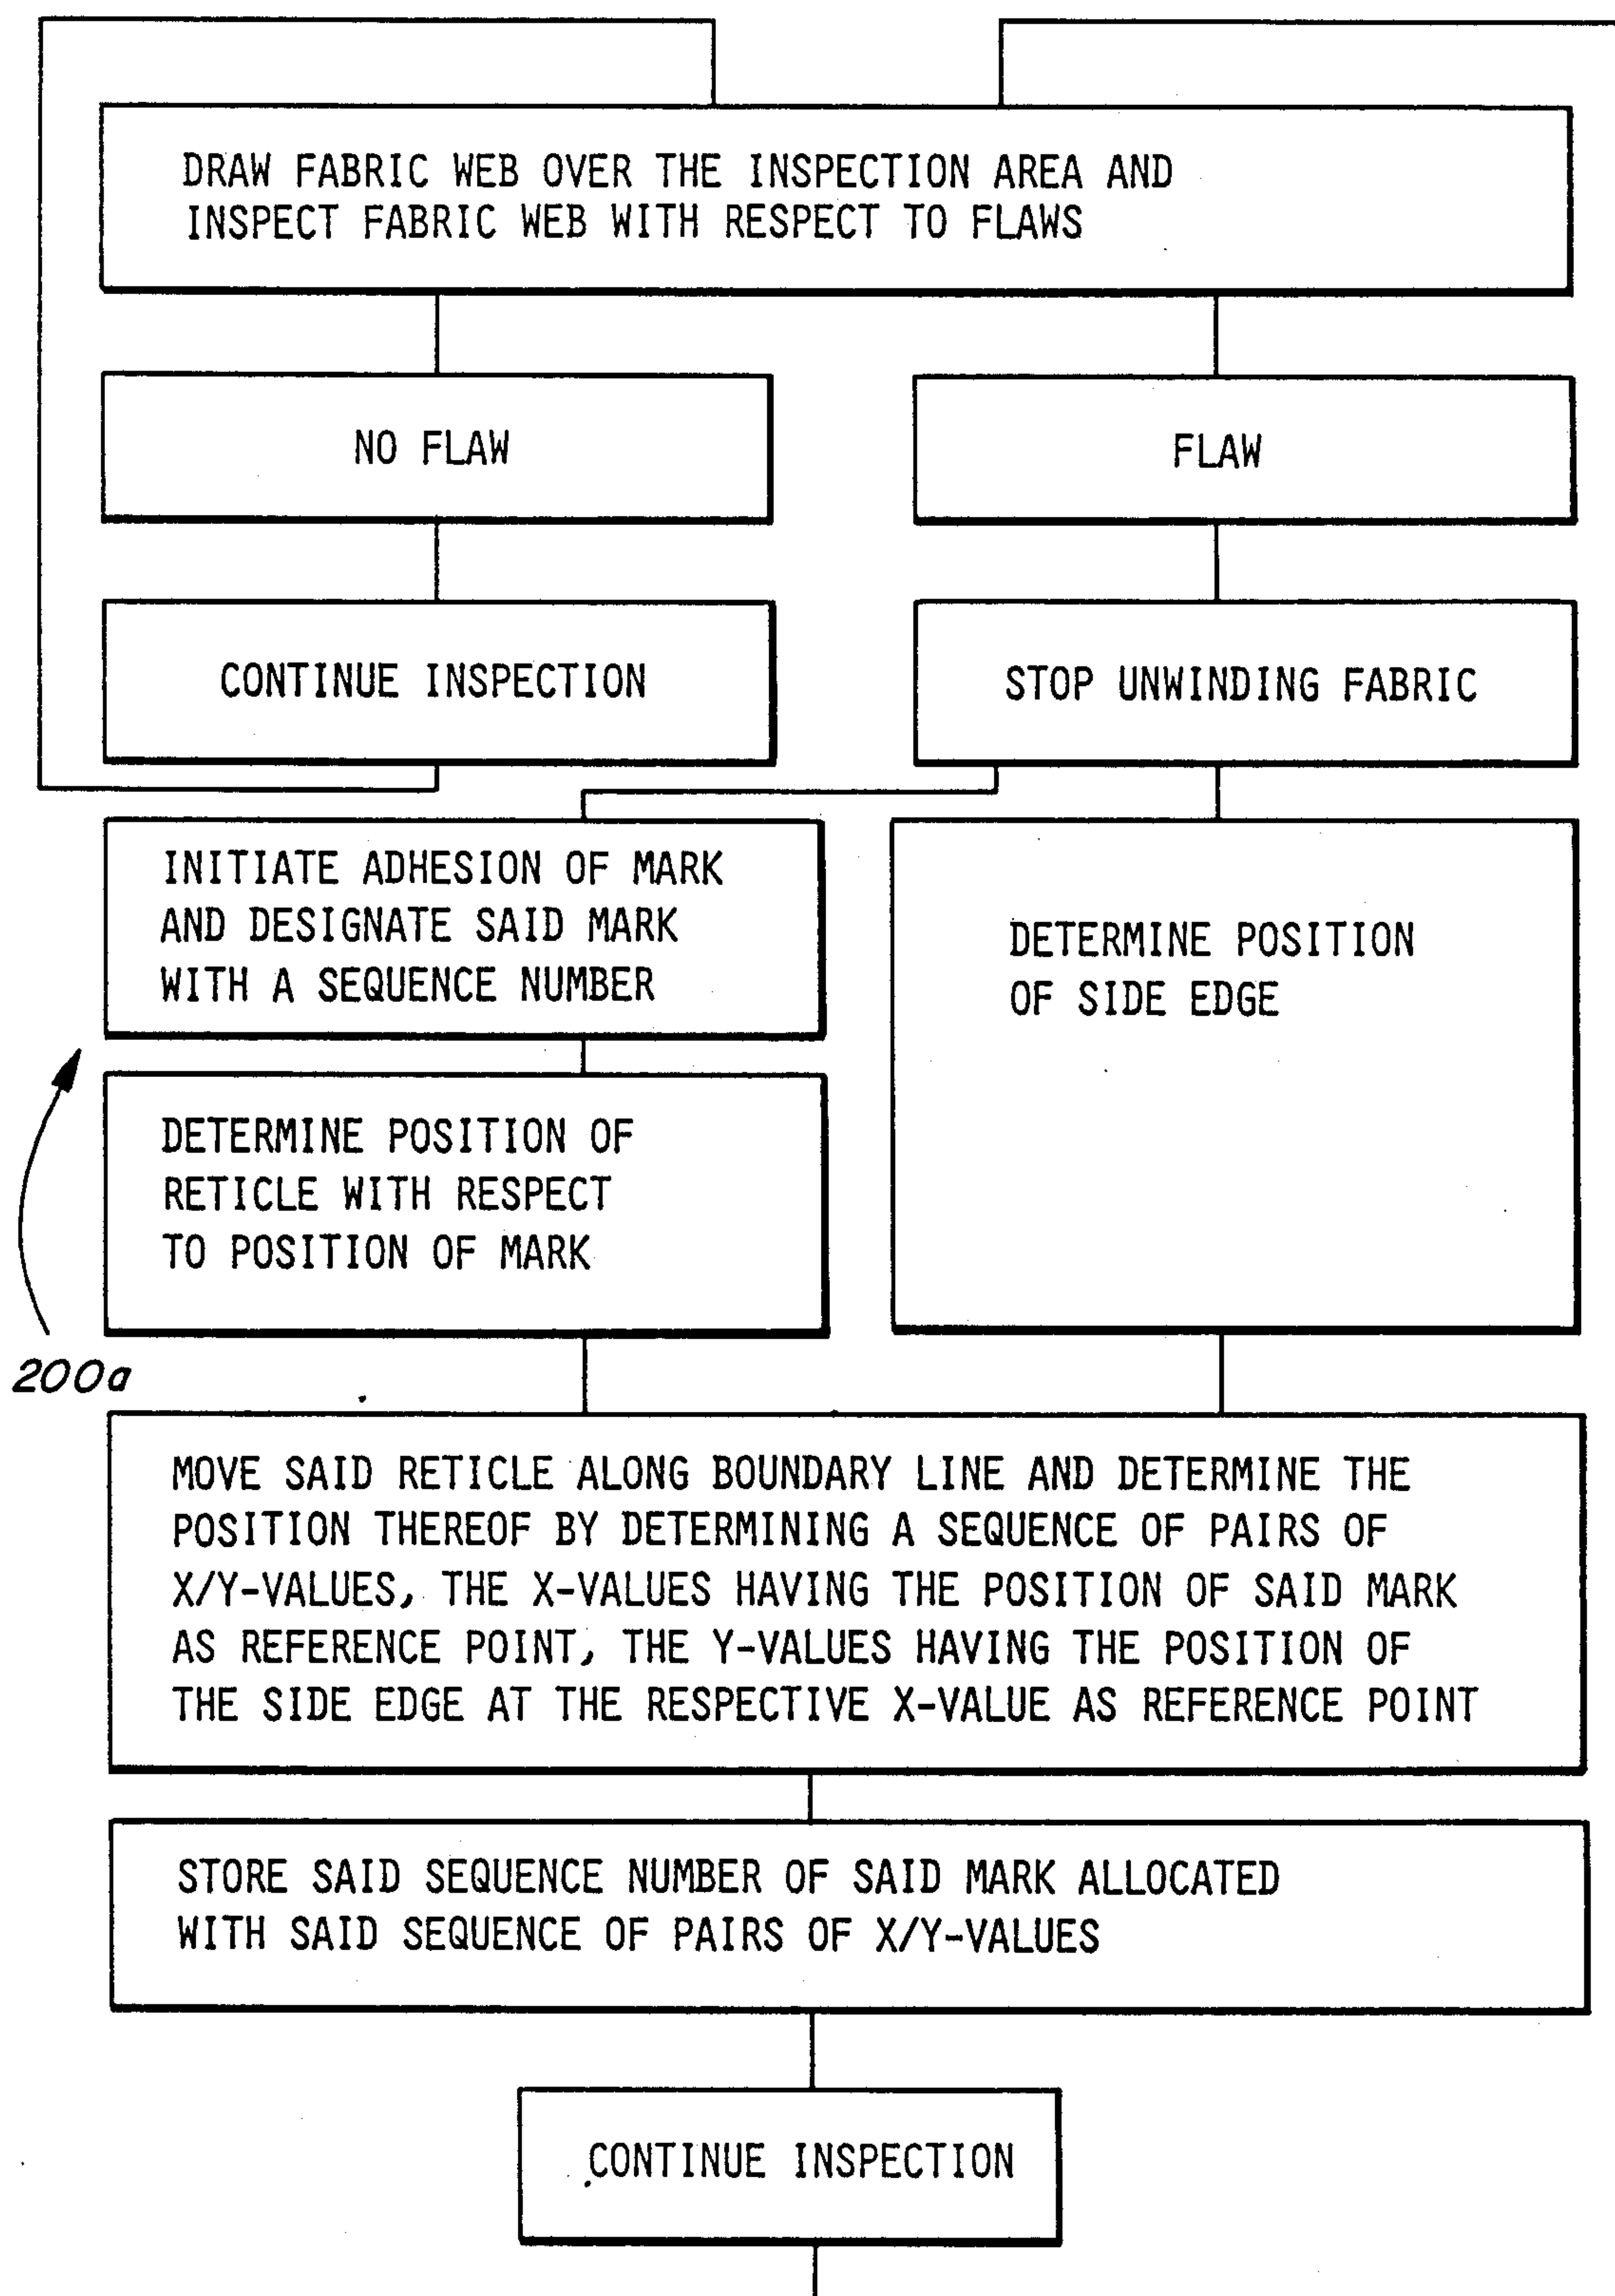 DRAW FABRIC WEB OVER THE INSPECTION AREA AND
INSPECT FABRIC WEB WITH RESPECT TO FLAWS
NO FLAW
FLAW
CONTINUE INSPECTION
STOP UNWINDING FABRIC
INITIATE ADHESION OF MARK
AND DESIGNATE SAID MARK
WITH A SEQUENCE NUMBER
DETERMINE POSITION
OF SIDE EDGE
DETERMINE POSITION OF
RETICLE WITH RESPECT
TO POSITION OF MARK
200a
MOVE SAID RETICLE ALONG BOUNDARY LINE AND DETERMINE THE
POSITION THEREOF BY DETERMINING A SEQUENCE OF PAIRS OF
X/Y-VALUES, THE X-VALUES HAVING THE POSITION OF SAID MARK
AS REFERENCE POINT, THE Y-VALUES HAVING THE POSITION OF
THE SIDE EDGE AT THE RESPECTIVE X-VALUE AS REFERENCE POINT
STORE SAID SEQUENCE NUMBER OF SAID MARK ALLOCATED
WITH SAID SEQUENCE OF PAIRS OF X/Y-VALUES
CONTINUE INSPECTION